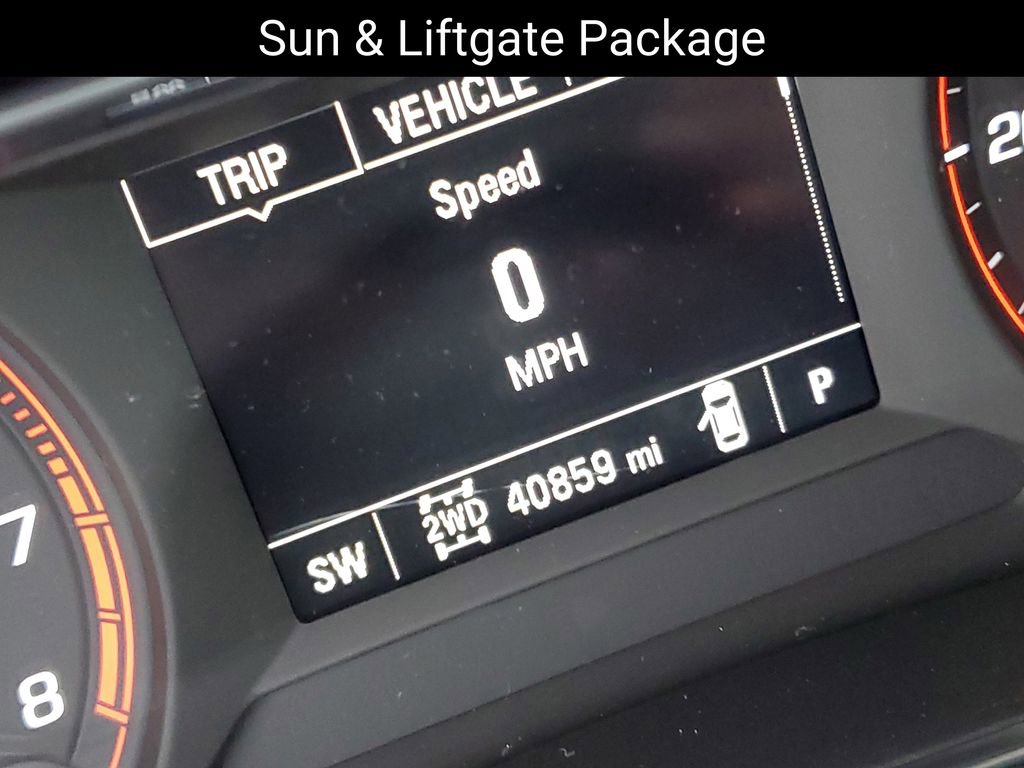 Sun & Liftgate Package
TRIP VEHICLE
Speed
0
MPH
SW 2WD 40859 mi P
7
8